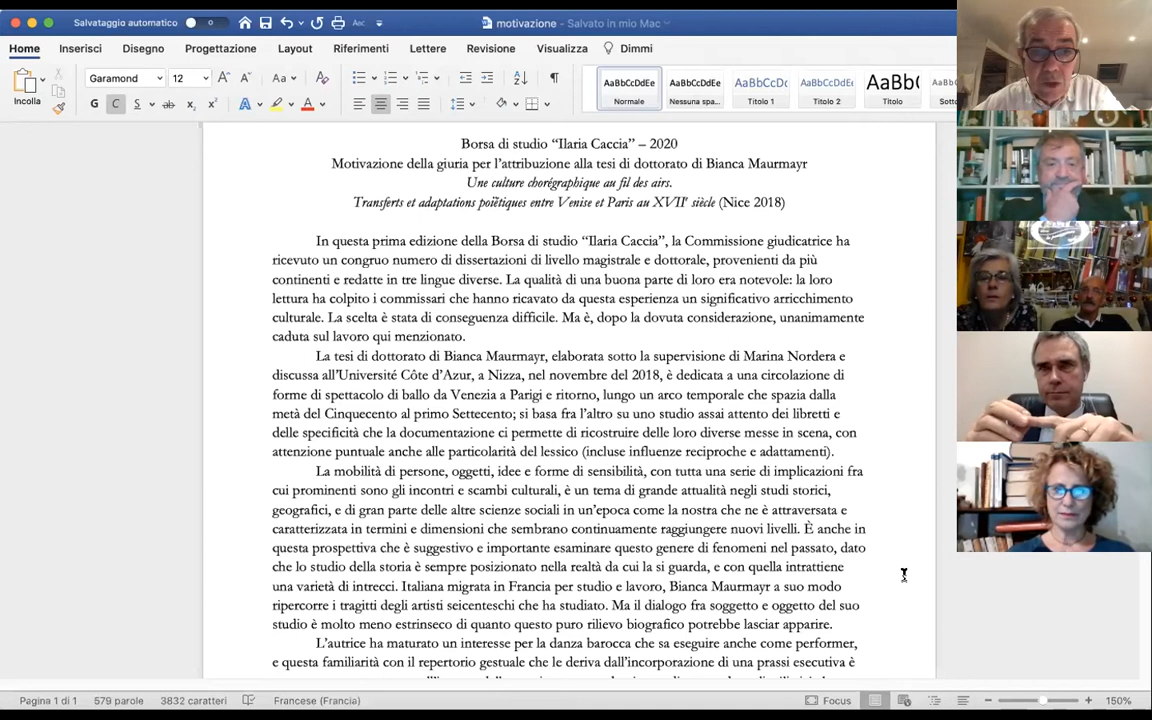 Salvataggio automatico
motivazione - Salvato in mio Mac
Home Inserisci Disegno Progettazione Layout Riferimenti Lettere Revisione Visualizza Dimmi
Incolla
Garamond 12
AaBbCcDdEe AaBbCcDdEe AaBbCcDc AaBbCcDdEe AaBb( AaBbCcDdEe
Normale Nessuna spa... Titolo 1 Titolo 2 Titolo
Borsa di studio “Ilaria Caccia” – 2020
Motivazione della giuria per l’attribuzione alla tesi di dottorato di Bianca Maurmayr
Une culture chorégraphique au fil des airs.
Transferts et adaptations poïétiques entre Venise et Paris au XVIIe siècle (Nice 2018)
In questa prima edizione della Borsa di studio “Ilaria Caccia”, la Commissione giudicatrice ha
ricevuto un congruo numero di dissertazioni di livello magistrale e dottorale, provenienti da più
continenti e redatte in tre lingue diverse. La qualità di una buona parte di loro era notevole: la loro
lettura ha colpito i commissari che hanno ricavato da questa esperienza un significativo arricchimento
culturale. La scelta è stata di conseguenza difficile. Ma è, dopo la dovuta considerazione, unanimamente
caduta sul lavoro qui menzionato.
La tesi di dottorato di Bianca Maurmayr, elaborata sotto la supervisione di Marina Nordera e
discussa all’Université Côte d’Azur, a Nizza, nel novembre del 2018, è dedicata a una circolazione di
forme di spettacolo di ballo da Venezia a Parigi e ritorno, lungo un arco temporale che spazia dalla
metà del Cinquecento al primo Settecento; si basa fra l’altro su uno studio assai attento dei libretti e
delle specificità che la documentazione ci permette di ricostruire delle loro diverse messe in scena, con
attenzione puntuale anche alle particolarità del lessico (incluse influenze reciproche e adattamenti).
La mobilità di persone, oggetti, idee e forme di sensibilità, con tutta una serie di implicazioni fra
cui prominenti sono gli incontri e scambi culturali, è un tema di grande attualità negli studi storici,
geografici, e di gran parte delle altre scienze sociali in un’epoca come la nostra che ne è attraversata e
caratterizzata in termini e dimensioni che sembrano continuamente raggiungere nuovi livelli. È anche in
questa prospettiva che è suggestivo e importante esaminare questo genere di fenomeni nel passato, dato
che lo studio della storia è sempre posizionato nella realtà da cui la si guarda, e con quella intrattiene
una varietà di intrecci. Italiana migrata in Francia per studio e lavoro, Bianca Maurmayr a suo modo
ripercorre i tragitti degli artisti seicenteschi che ha studiato. Ma il dialogo fra soggetto e oggetto del suo
studio è molto meno estrinseco di quanto questo puro rilievo biografico potrebbe lasciar apparire.
L’autrice ha maturato un interesse per la danza barocca che sa eseguire anche come performer,
e questa familiarità con il repertorio gestuale che le deriva dall’incorporazione di una prassi esecutiva è
Pagina 1 di 1 579 parole 3832 caratteri Francese (Francia) Focus 150%